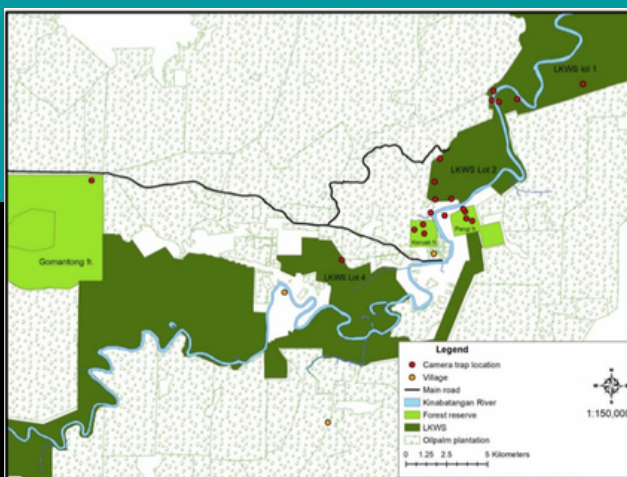 LKWS lot 1
LKWS Lot 2
Gomantong fr.
Keruak fr.
Pangi fr.
LKWS Lot 4
Legend
Camera trap location
Village
Main road
Kinabatangan River
Forest reserve
LKWS
Oilpalm plantation
0 1.25 2.5 5 Kilometers
N
W E
S
1:150,000